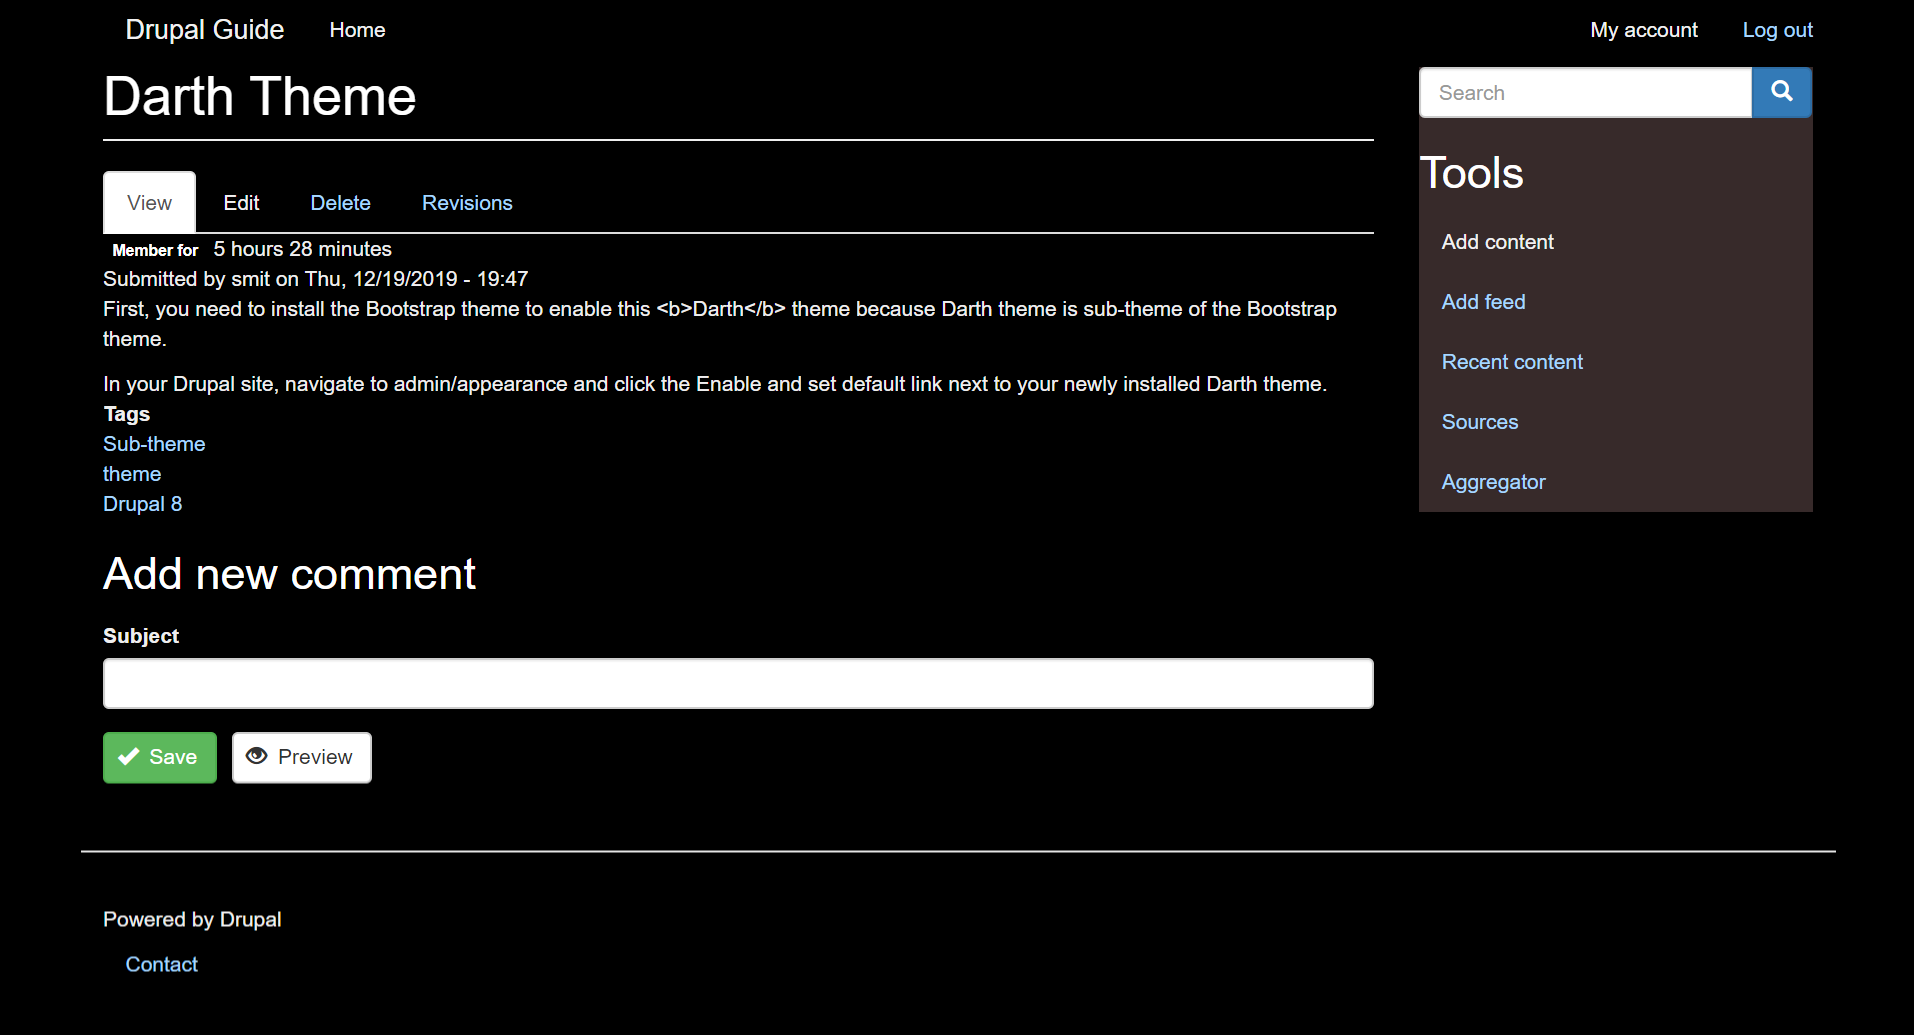 Drupal Guide
Home
My account
Log out
Darth Theme
Search
View
Edit
Delete
Revisions
Member for 5 hours 28 minutes
Submitted by smit on Thu, 12/19/2019 - 19:47
First, you need to install the Bootstrap theme to enable this <b>Darth</b> theme because Darth theme is sub-theme of the Bootstrap
theme.
In your Drupal site, navigate to admin/appearance and click the Enable and set default link next to your newly installed Darth theme.
Tags
Sub-theme
theme
Drupal 8
Tools
Add content
Add feed
Recent content
Sources
Aggregator
Add new comment
Subject
Save
Preview
Powered by Drupal
Contact